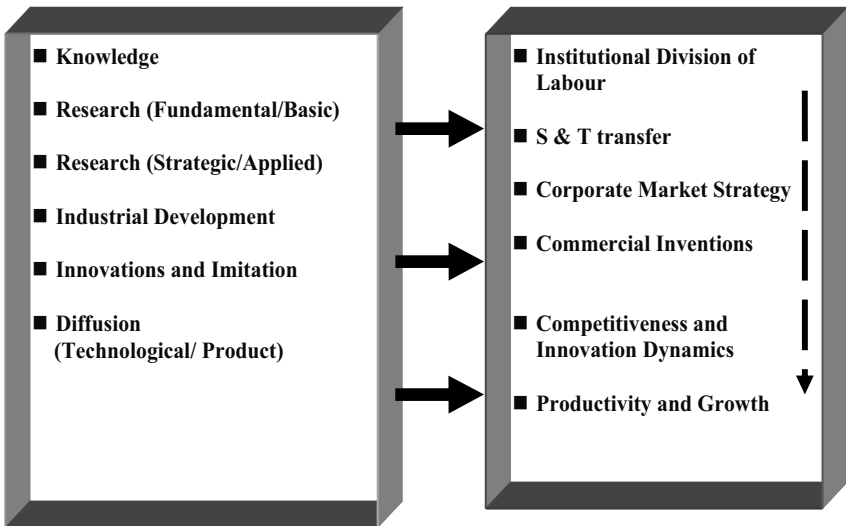 ■ Knowledge
■ Research (Fundamental/Basic)
■ Research (Strategic/Applied)
■ Industrial Development
■ Innovations and Imitation
■ Diffusion
(Technological/ Product)
■ Institutional Division of
Labour
■ S & T transfer
■ Corporate Market Strategy
■ Commercial Inventions
■ Competitiveness and
Innovation Dynamics
■ Productivity and Growth